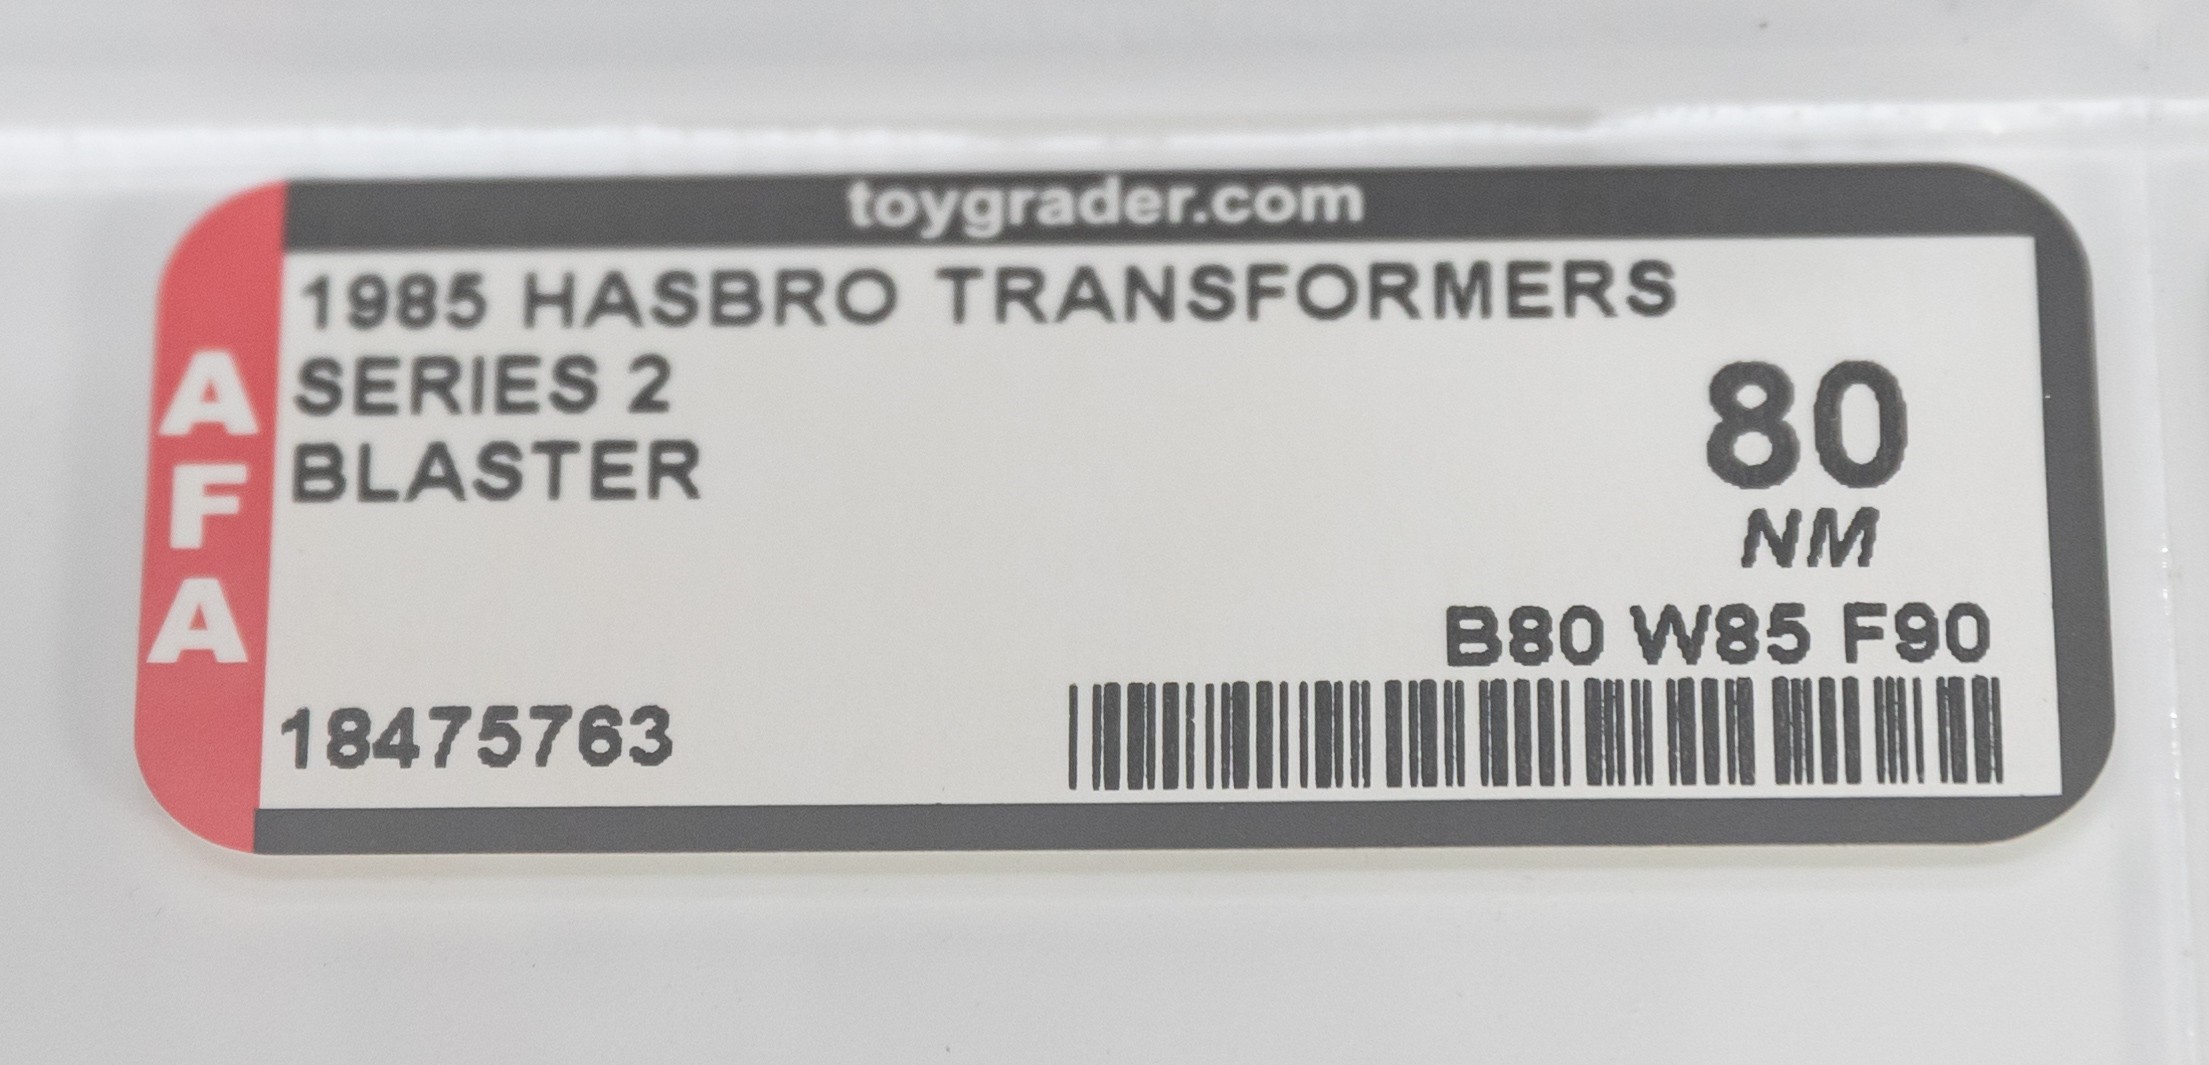 toygrader.com
AFA
1985 HASBRO TRANSFORMERS
SERIES 2
BLASTER
80
NM
B80 W85 F90
18475763